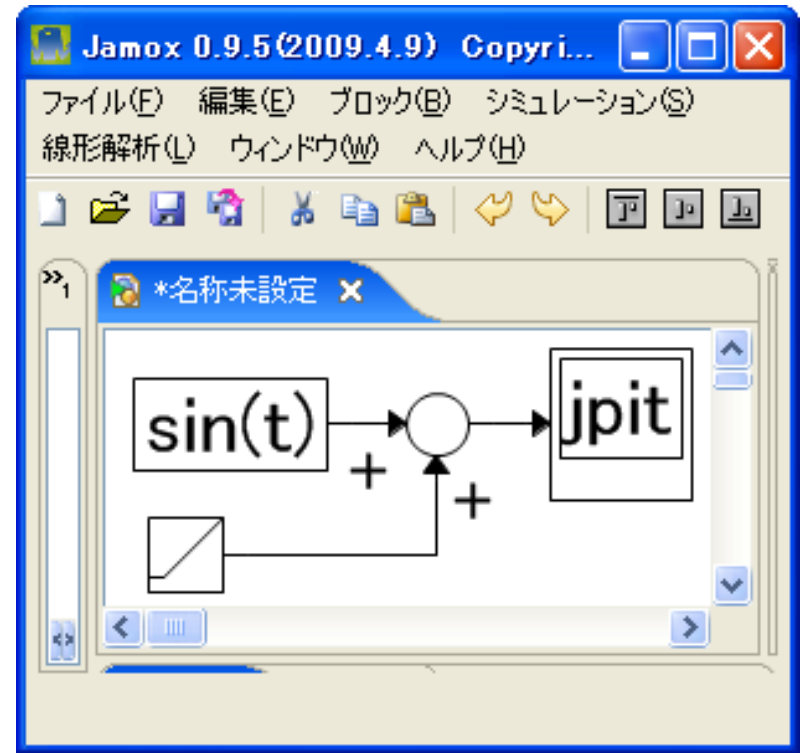 Jamox 0.9.5(2009.4.9) Copyri...
ファイル(F) 編集(E) ブロック(B) シミュレーション(S)
線形解析(L) ウィンドウ(W) ヘルプ(H)
»1
*名称未設定
sin(t)
jpit
+
+